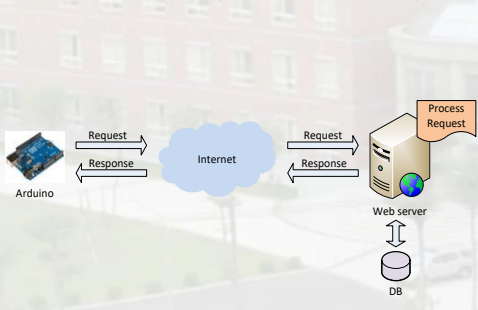 Process
Request
Request
Request
Internet
Response
Response
Arduino
Web server
DB